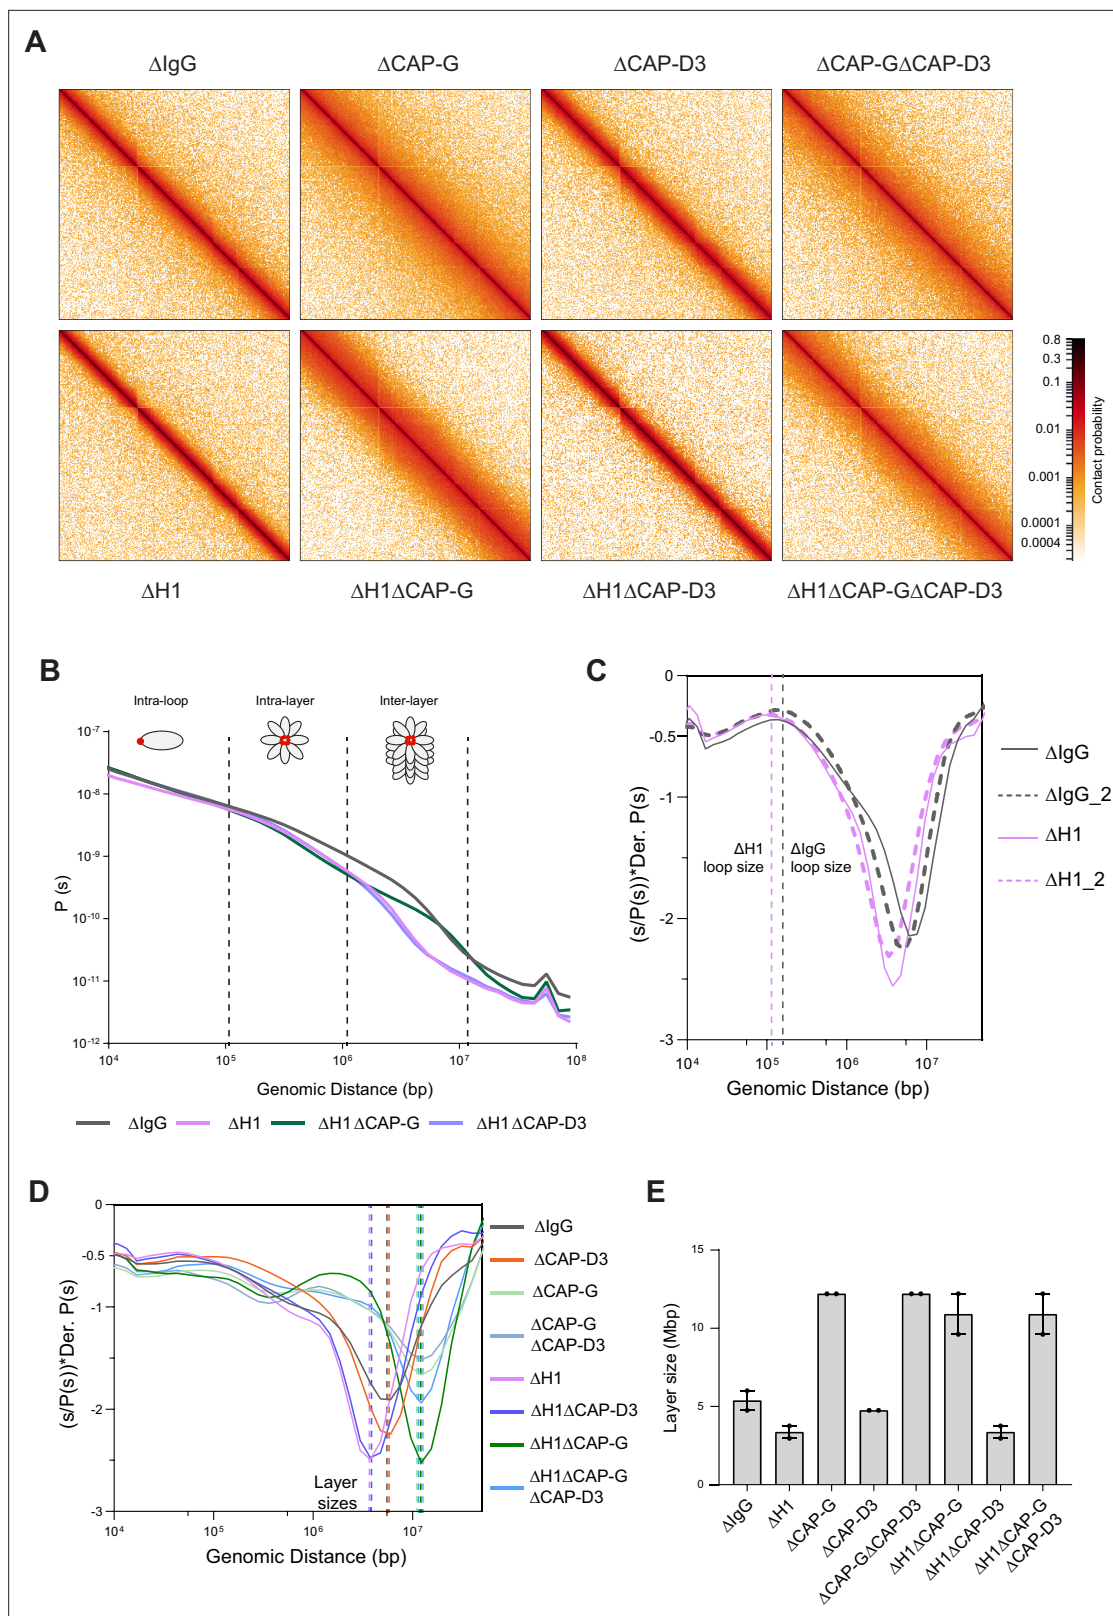 A
ΔIgG ΔCAP-G ΔCAP-D3 ΔCAP-GΔCAP-D3
0.8
0.3
0.1
0.01
0.001
0.0001
0.0004
Contact probability
ΔH1 ΔH1ΔCAP-G ΔH1ΔCAP-D3 ΔH1ΔCAP-GΔCAP-D3
B
Intra-loop Intra-layer Inter-layer
10⁻⁷
10⁻⁸
10⁻⁹
10⁻¹⁰
10⁻¹¹
10⁻¹²
P (s)
10⁴ 10⁵ 10⁶ 10⁷ 10⁸
Genomic Distance (bp)
ΔIgG ΔH1 ΔH1ΔCAP-G ΔH1ΔCAP-D3
C
0
-0.5
-1
-2
-3
(s/P(s))*Der. P(s)
ΔH1
loop size
ΔIgG
loop size
10⁴ 10⁵ 10⁶ 10⁷
Genomic Distance (bp)
ΔIgG
ΔIgG_2
ΔH1
ΔH1_2
D
0
-0.5
-1
-2
-3
(s/P(s))*Der. P(s)
Layer
sizes
10⁴ 10⁵ 10⁶ 10⁷
Genomic Distance (bp)
ΔIgG
ΔCAP-D3
ΔCAP-G
ΔCAP-G
ΔCAP-D3
ΔH1
ΔH1ΔCAP-D3
ΔH1ΔCAP-G
ΔH1ΔCAP-G
ΔCAP-D3
E
15
10
5
0
Layer size (Mbp)
ΔIgG
ΔH1
ΔCAP-G
ΔCAP-D3
ΔCAP-GΔCAP-D3
ΔH1ΔCAP-G
ΔH1ΔCAP-D3
ΔH1ΔCAP-G
ΔCAP-D3